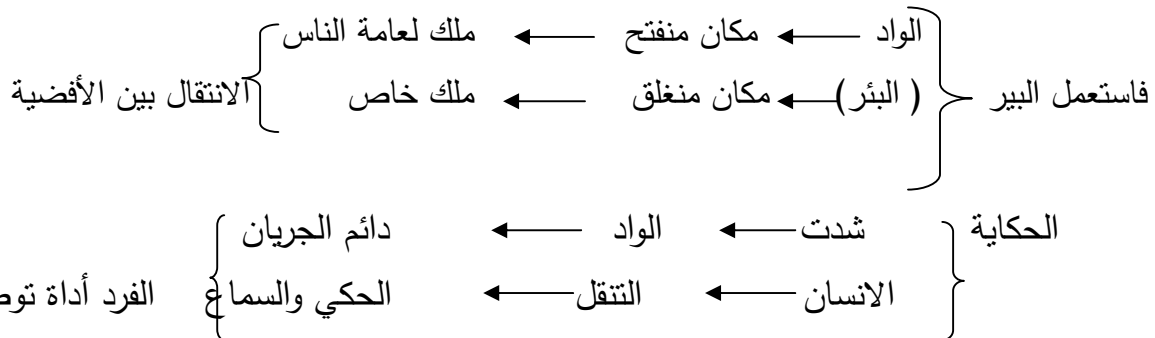 الواد ← مكان منفتح ← ملك لعامة الناس
فاستعمل البير ( البئر) ← مكان منغلق ← ملك خاص الانتقال بين الأفضية
الحكاية شدت ← الواد ← دائم الجريان
الانسان ← التنقل ← الحكي والسماع الفرد أداة